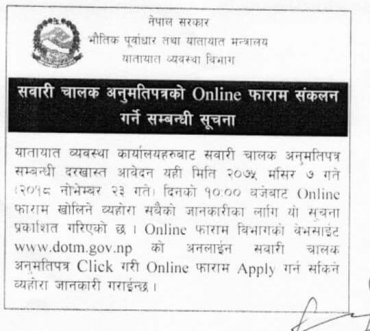 नेपाल सरकार
भौतिक पूर्वाधार तथा यातायात मन्त्रालय
यातायात व्यवस्था विभाग
सवारी चालक अनुमतिपत्रको Online फाराम संकलन
गर्ने सम्बन्धी सूचना
यातायात व्यवस्था कार्यालयहरुबाट सवारी चालक अनुमतिपत्र
सम्बन्धी दरखास्त आवेदन यही मिति २०७५ मंसिर ७ गते
(२०१८ नोभेम्बर २३ गते) दिनको १०:०० बजेबाट Online
फाराम खोलिने व्यहोरा सबैको जानकारीका लागि यो सूचना
प्रकाशित गरिएको छ । Online फाराम विभागको वेभसाईट
www.dotm.gov.np को अनलाईन सवारी चालक
अनुमतिपत्र Click गरी Online फाराम Apply गर्न सकिने
व्यहोरा जानकारी गराईन्छ ।